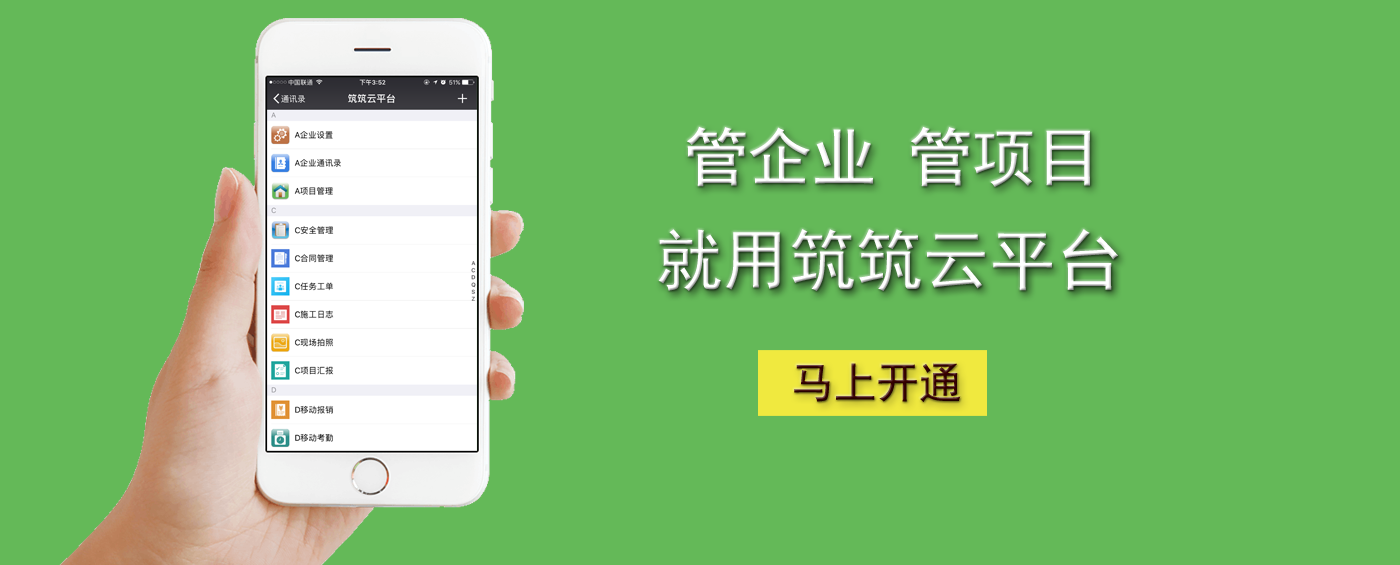 中国联通 下午3:52 51%
通讯录 筑筑云平台 +
A
A企业设置
A企业通讯录
A项目管理
C
C安全管理
C合同管理
C任务工单
C施工日志
C现场拍照
C项目汇报
D
D移动报销
D移动考勤
A
C
D
Q
S
Z
管企业 管项目
就用筑筑云平台
马上开通